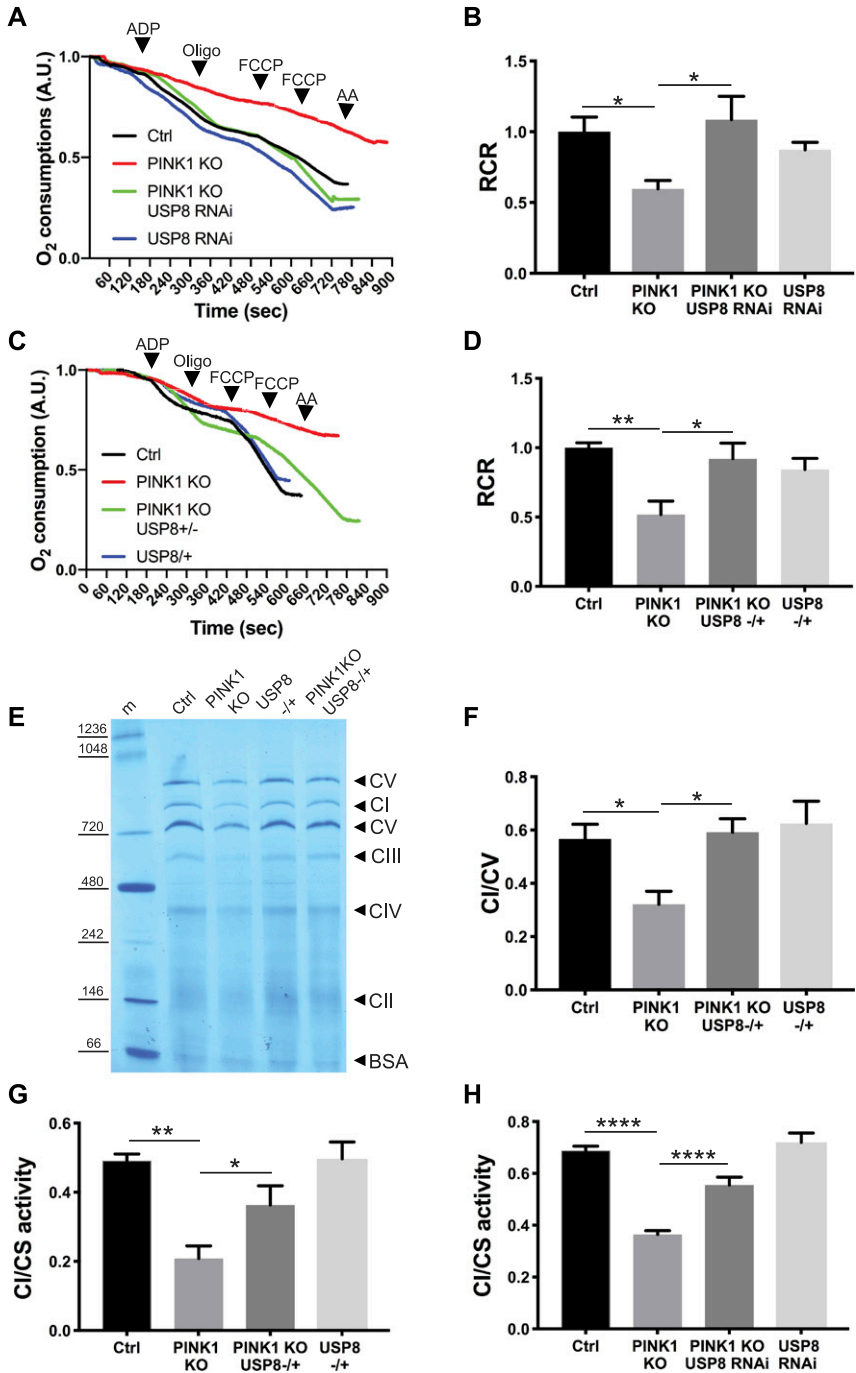 A
ADP
Oligo
FCCP
FCCP
AA
O2 consumptions (A.U.)
1.0
0.5
0.0
Ctrl
PINK1 KO
PINK1 KO
USP8 RNAi
USP8 RNAi
60
120
180
240
300
360
420
480
540
600
660
720
780
840
900
Time (sec)
B
RCR
1.5
1.0
0.5
0.0
*
*
Ctrl
PINK1
KO
PINK1 KO
USP8 RNAi
USP8
RNAi
C
ADP
Oligo
FCCP
FCCP
AA
O2 consumption (A.U.)
1.0
0.5
0.0
Ctrl
PINK1 KO
PINK1 KO
USP8+/-
USP8/+
0
60
120
180
240
300
360
420
480
540
600
660
720
780
840
900
Time (sec)
D
RCR
1.5
1.0
0.5
0
**
*
Ctrl
PINK1
KO
PINK1 KO
USP8 -/+
USP8
-/+
E
m
Ctrl
PINK1
KO
USP8
-/+
PINK1KO
USP8-/+
1236
1048
720
480
242
146
66
CV
CI
CV
CIII
CIV
CII
BSA
F
CI/CV
0.8
0.6
0.4
0.2
0.0
*
*
Ctrl
PINK1
KO
PINK1 KO
USP8-/+
USP8
-/+
G
CI/CS activity
0.6
0.4
0.2
0.0
**
*
Ctrl
PINK1
KO
PINK1 KO
USP8-/+
USP8
-/+
H
CI/CS activity
0.8
0.6
0.4
0.2
0.0
****
****
Ctrl
PINK1
KO
PINK1 KO
USP8 RNAi
USP8
RNAi